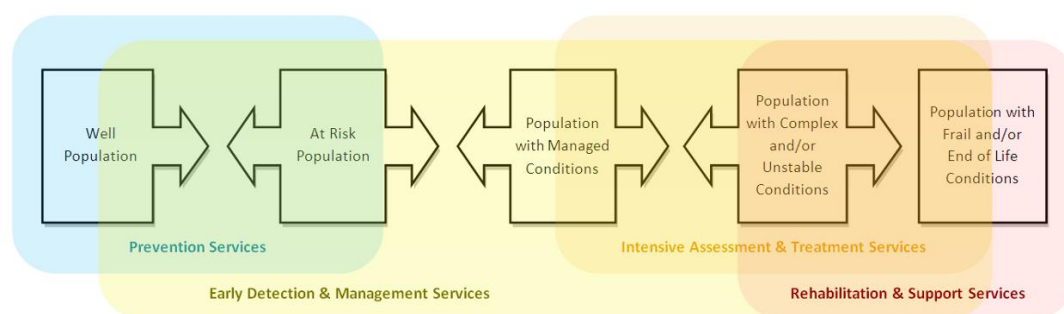 Well
Population
At Risk
Population
Population
with Managed
Conditions
Population
with Complex
and/or
Unstable
Conditions
Population with
Frail and/or
End of Life
Conditions
Prevention Services
Intensive Assessment & Treatment Services
Early Detection & Management Services
Rehabilitation & Support Services